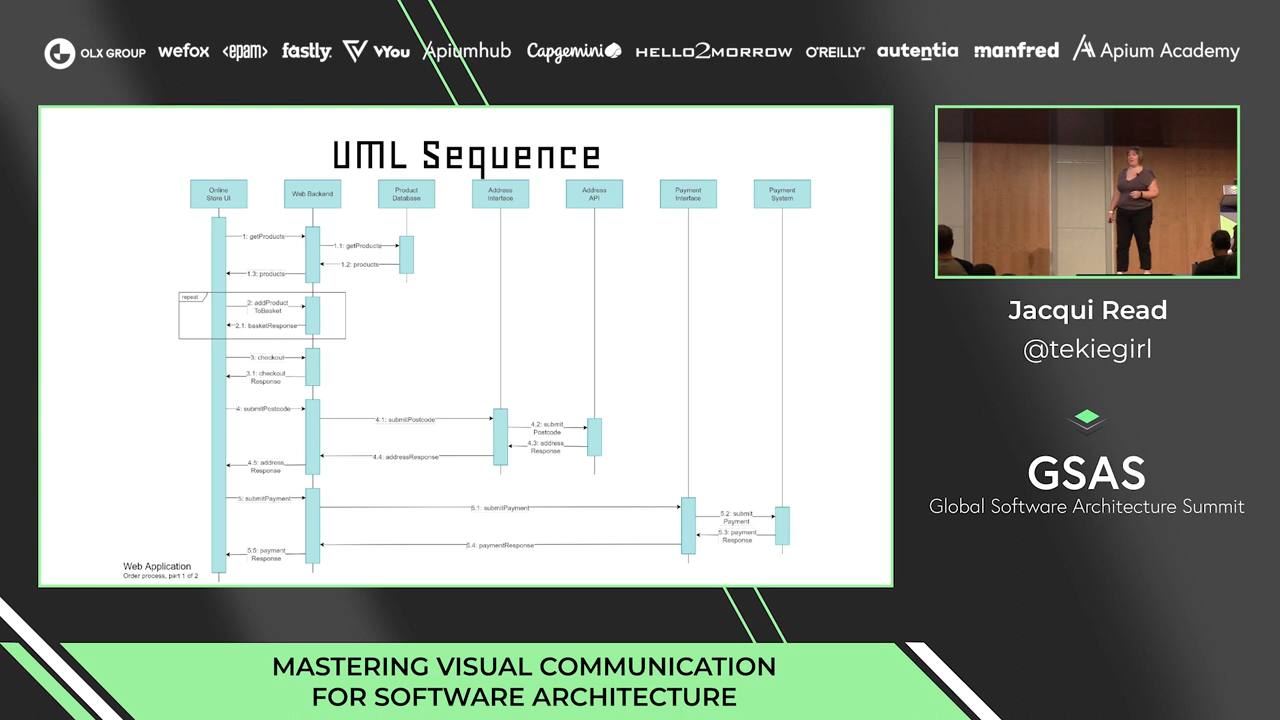 OLX GROUP wefox <epam> fastly. VYou Apiumhub Capgemini HELLO2MORROW O'REILLY® autentia manfred Apium Academy
UML Sequence
Online
Store UI
Web Backend
Product
Database
Address
Interface
Address
API
Payment
Interface
Payment
System
1: getProducts
1.1: getProducts
1.2: products
1.3: products
repeat
2: addProduct
ToBasket
2.1: basketResponse
3: checkout
3.1: checkout
Response
4: submitPostcode
4.1: submitPostcode
4.2: submit
Postcode
4.3: address
Response
4.4: addressResponse
4.5: address
Response
5: submitPayment
5.1: submitPayment
5.2: submit
Payment
5.3: payment
Response
5.4: paymentResponse
5.5: payment
Response
Web Application
Order process, part 1 of 2
Jacqui Read
@tekiegirl
GSAS
Global Software Architecture Summit
MASTERING VISUAL COMMUNICATION
FOR SOFTWARE ARCHITECTURE